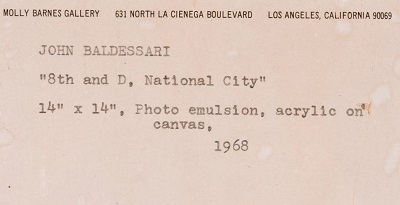 MOLLY BARNES GALLERY 631 NORTH LA CIENEGA BOULEVARD LOS ANGELES, CALIFORNIA 90069
JOHN BALDESSARI
"8th and D, National City"
14" x 14", Photo emulsion, acrylic on
canvas,
1968